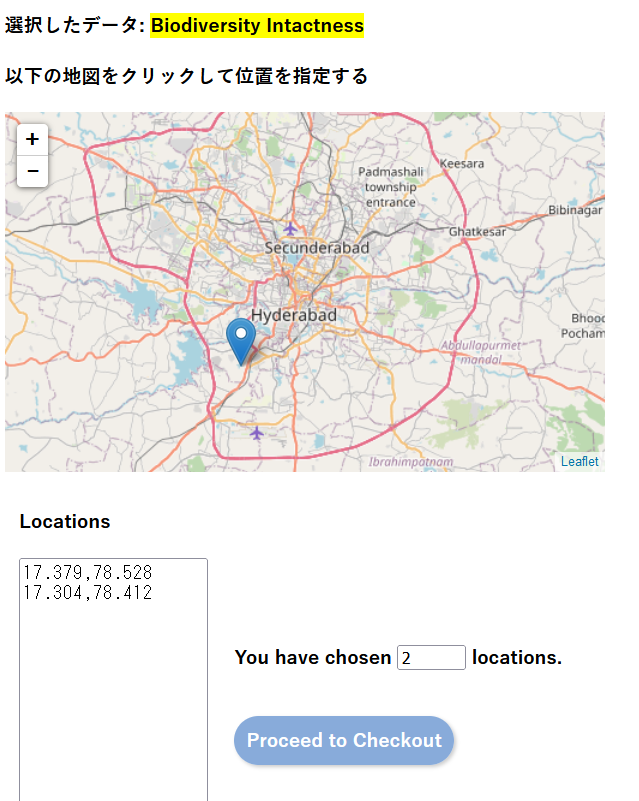 選択したデータ: Biodiversity Intactness
以下の地図をクリックして位置を指定する
+
−
Padmashali
township
entrance
Keesara
Bibinagar
Ghatkesar
Secunderabad
Hyderabad
Bhooc
Pocham
Abdullapurmet
mandal
Ibrahimpatnam
Leaflet
Locations
17.379,78.528
17.304,78.412
You have chosen 2 locations.
Proceed to Checkout